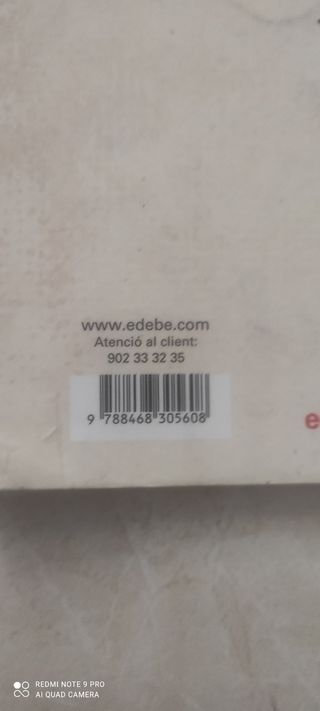 www.edebe.com
Atenció al client:
902 33 32 35
9 788468 305608
e
REDMI NOTE 9 PRO
AI QUAD CAMERA